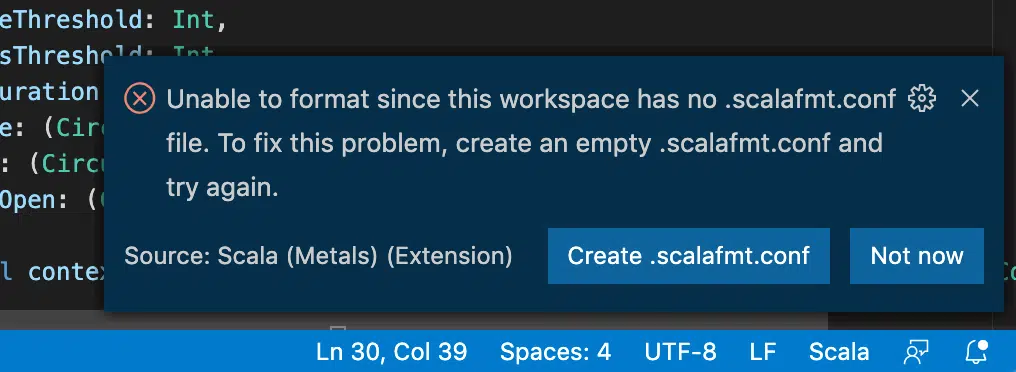 eThreshold: Int,
sThreshold: Int
uration
Unable to format since this workspace has no .scalafmt.conf
e: (Circ
file. To fix this problem, create an empty .scalafmt.conf and
: (Circu
try again.
Open: (
Source: Scala (Metals) (Extension)
Create .scalafmt.conf
Not now
l conte
Ln 30, Col 39
Spaces: 4
UTF-8
LF
Scala